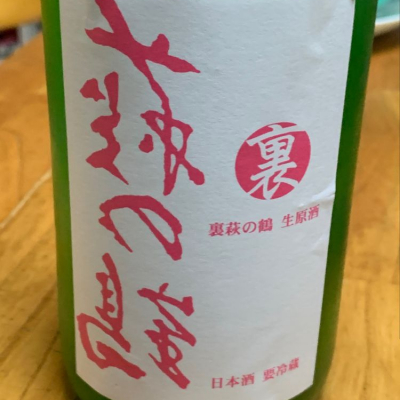 萩の鶴
裏
裏萩の鶴 生原酒
日本酒 要冷蔵